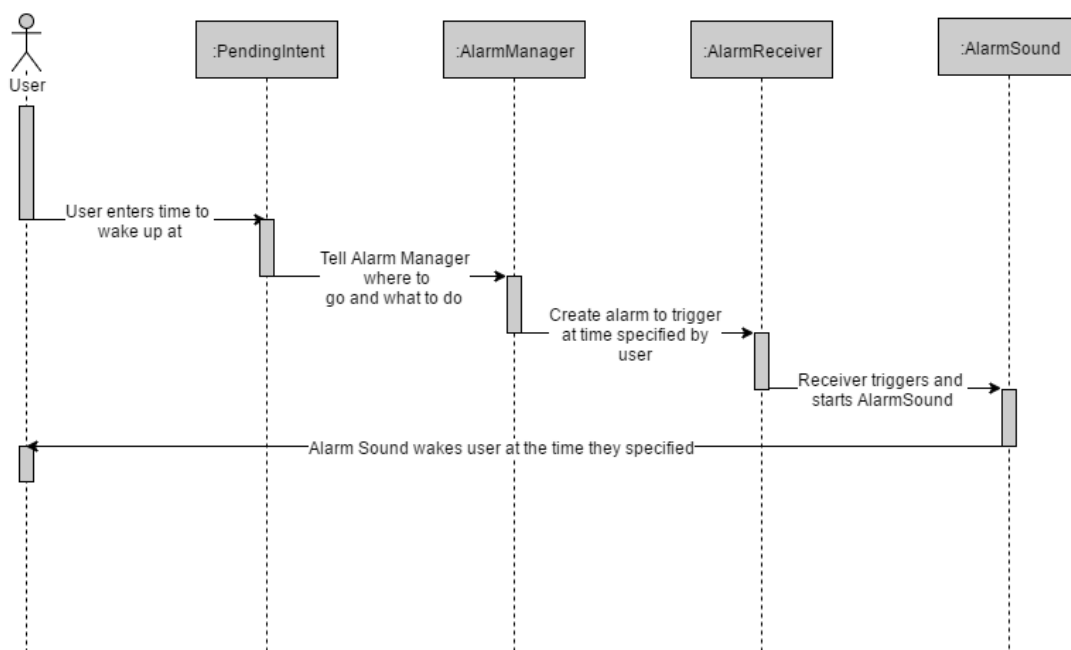 :PendingIntent
:AlarmManager
:AlarmReceiver
:AlarmSound
User
User enters time to
wake up at
Tell Alarm Manager
where to
go and what to do
Create alarm to trigger
at time specified by
user
Receiver triggers and
starts AlarmSound
Alarm Sound wakes user at the time they specified